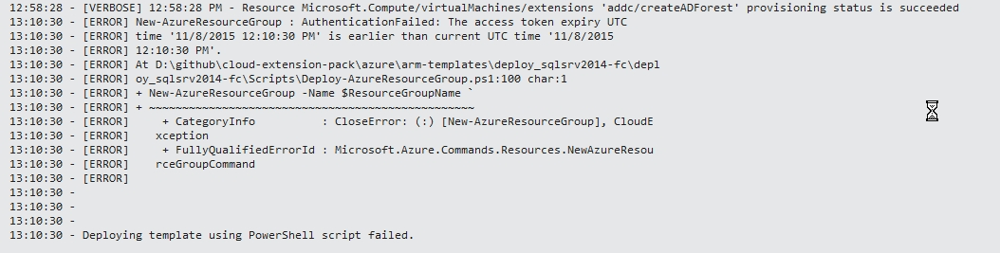 12:58:28 - [VERBOSE] 12:58:28 PM - Resource Microsoft.Compute/virtualMachines/extensions 'addc/createADForest' provisioning status is succeeded
13:10:30 - [ERROR] New-AzureResourceGroup : AuthenticationFailed: The access token expiry UTC
13:10:30 - [ERROR] time '11/8/2015 12:10:30 PM' is earlier than current UTC time '11/8/2015
13:10:30 - [ERROR] 12:10:30 PM'.
13:10:30 - [ERROR] At D:\github\cloud-extension-pack\azure\arm-templates\deploy_sqlsrv2014-fc\depl
13:10:30 - [ERROR] oy_sqlsrv2014-fc\Scripts\Deploy-AzureResourceGroup.ps1:100 char:1
13:10:30 - [ERROR] + New-AzureResourceGroup -Name $ResourceGroupName `
13:10:30 - [ERROR] + ~~~~~~~~~~~~~~~~~~~~~~~~~~~~~~~~~~~~~~~~~~~~~~~~~
13:10:30 - [ERROR]     + CategoryInfo          : CloseError: (:) [New-AzureResourceGroup], CloudE
13:10:30 - [ERROR]    xception
13:10:30 - [ERROR]     + FullyQualifiedErrorId : Microsoft.Azure.Commands.Resources.NewAzureResou
13:10:30 - [ERROR]    rceGroupCommand
13:10:30 - [ERROR]
13:10:30 -
13:10:30 -
13:10:30 -
13:10:30 - Deploying template using PowerShell script failed.